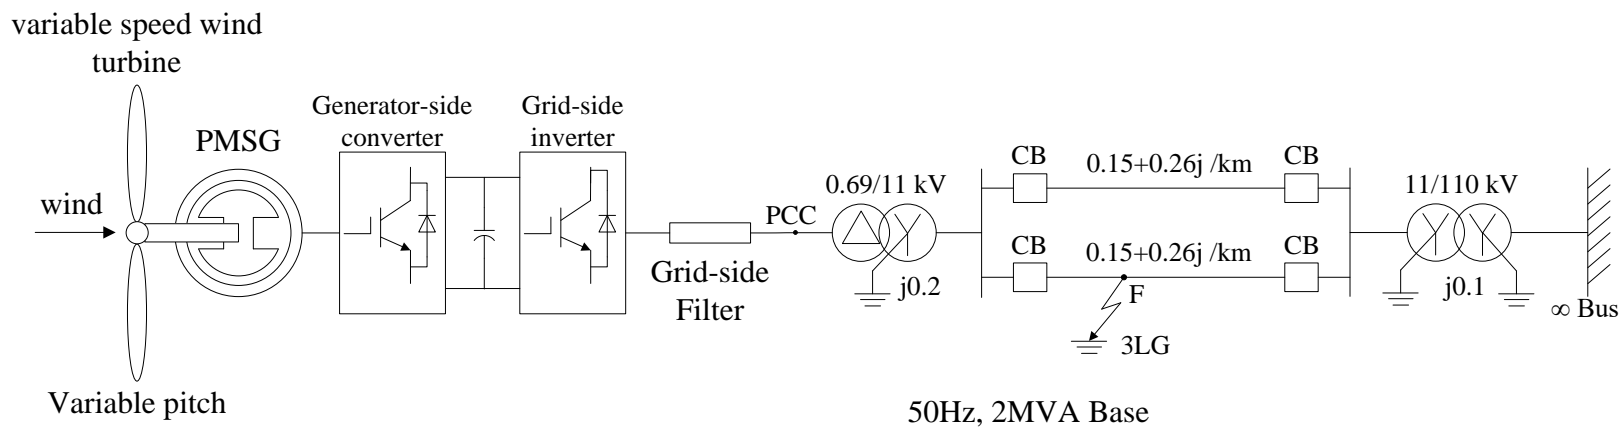 variable speed wind
turbine
Generator-side
converter
Grid-side
inverter
PMSG
CB
0.15+0.26j /km
CB
0.69/11 kV
11/110 kV
wind
PCC
CB
0.15+0.26j /km
CB
Grid-side
Filter
j0.2
F
j0.1
∞ Bus
3LG
Variable pitch
50Hz, 2MVA Base